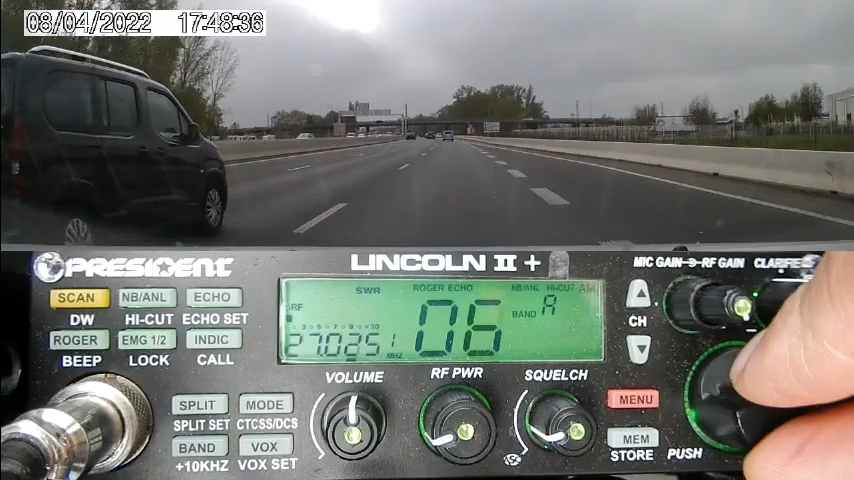 08/04/2022 17:48:36
PRESIDENT
LINCOLN II +
MIC GAIN RF GAIN CLARIFIE
SCAN NB/ANL ECHO
DW HI-CUT ECHO SET
ROGER EMG 1/2 INDIC
BEEP LOCK CALL
SWR ROGER ECHO NB/ANL HI-CUT AM
RF
BAND A
06
27.025 MHZ
CH
VOLUME RF PWR SQUELCH
SPLIT MODE
SPLIT SET CTCSS/DCS
BAND VOX
+10KHZ VOX SET
MENU
MEM
STORE PUSH